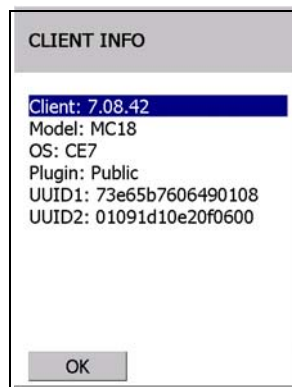 CLIENT INFO
Client: 7.08.42
Model: MC18
OS: CE7
Plugin: Public
UUID1: 73e65b7606490108
UUID2: 01091d10e20f0600
OK